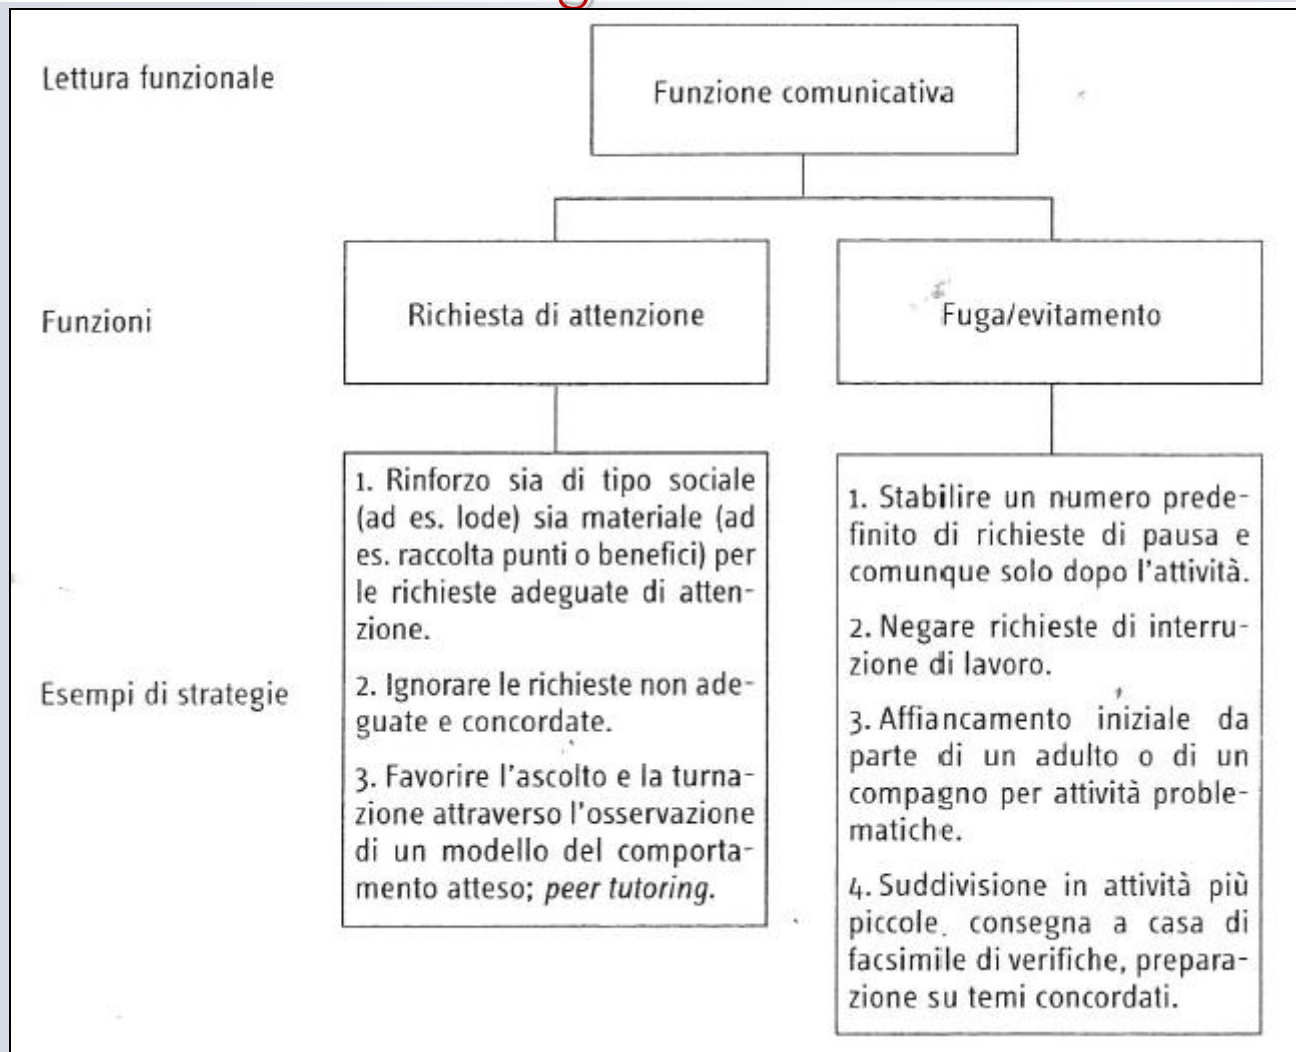 Lettura funzionale
Funzione comunicativa
Funzioni
Richiesta di attenzione
Fuga/evitamento
Esempi di strategie
1. Rinforzo sia di tipo sociale
(ad es. lode) sia materiale (ad
es. raccolta punti o benefici) per
le richieste adeguate di atten-
zione.
2. Ignorare le richieste non ade-
guate e concordate.
3. Favorire l'ascolto e la turna-
zione attraverso l'osservazione
di un modello del comporta-
mento atteso; peer tutoring.
1. Stabilire un numero prede-
finito di richieste di pausa e
comunque solo dopo l'attività.
2. Negare richieste di interru-
zione di lavoro.
3. Affiancamento iniziale da
parte di un adulto o di un
compagno per attività proble-
matiche.
4. Suddivisione in attività più
piccole, consegna a casa di
facsimile di verifiche, prepara-
zione su temi concordati.